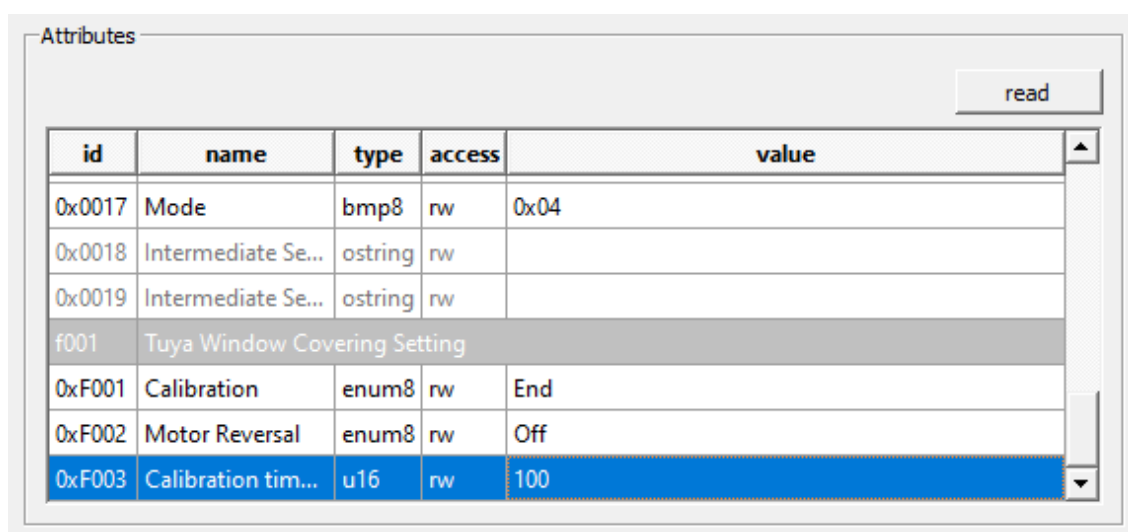 Attributes
read
id name type access value
0x0017 Mode bmp8 rw 0x04
0x0018 Intermediate Se... ostring rw
0x0019 Intermediate Se... ostring rw
f001 Tuya Window Covering Setting
0xF001 Calibration enum8 rw End
0xF002 Motor Reversal enum8 rw Off
0xF003 Calibration tim... u16 rw 100